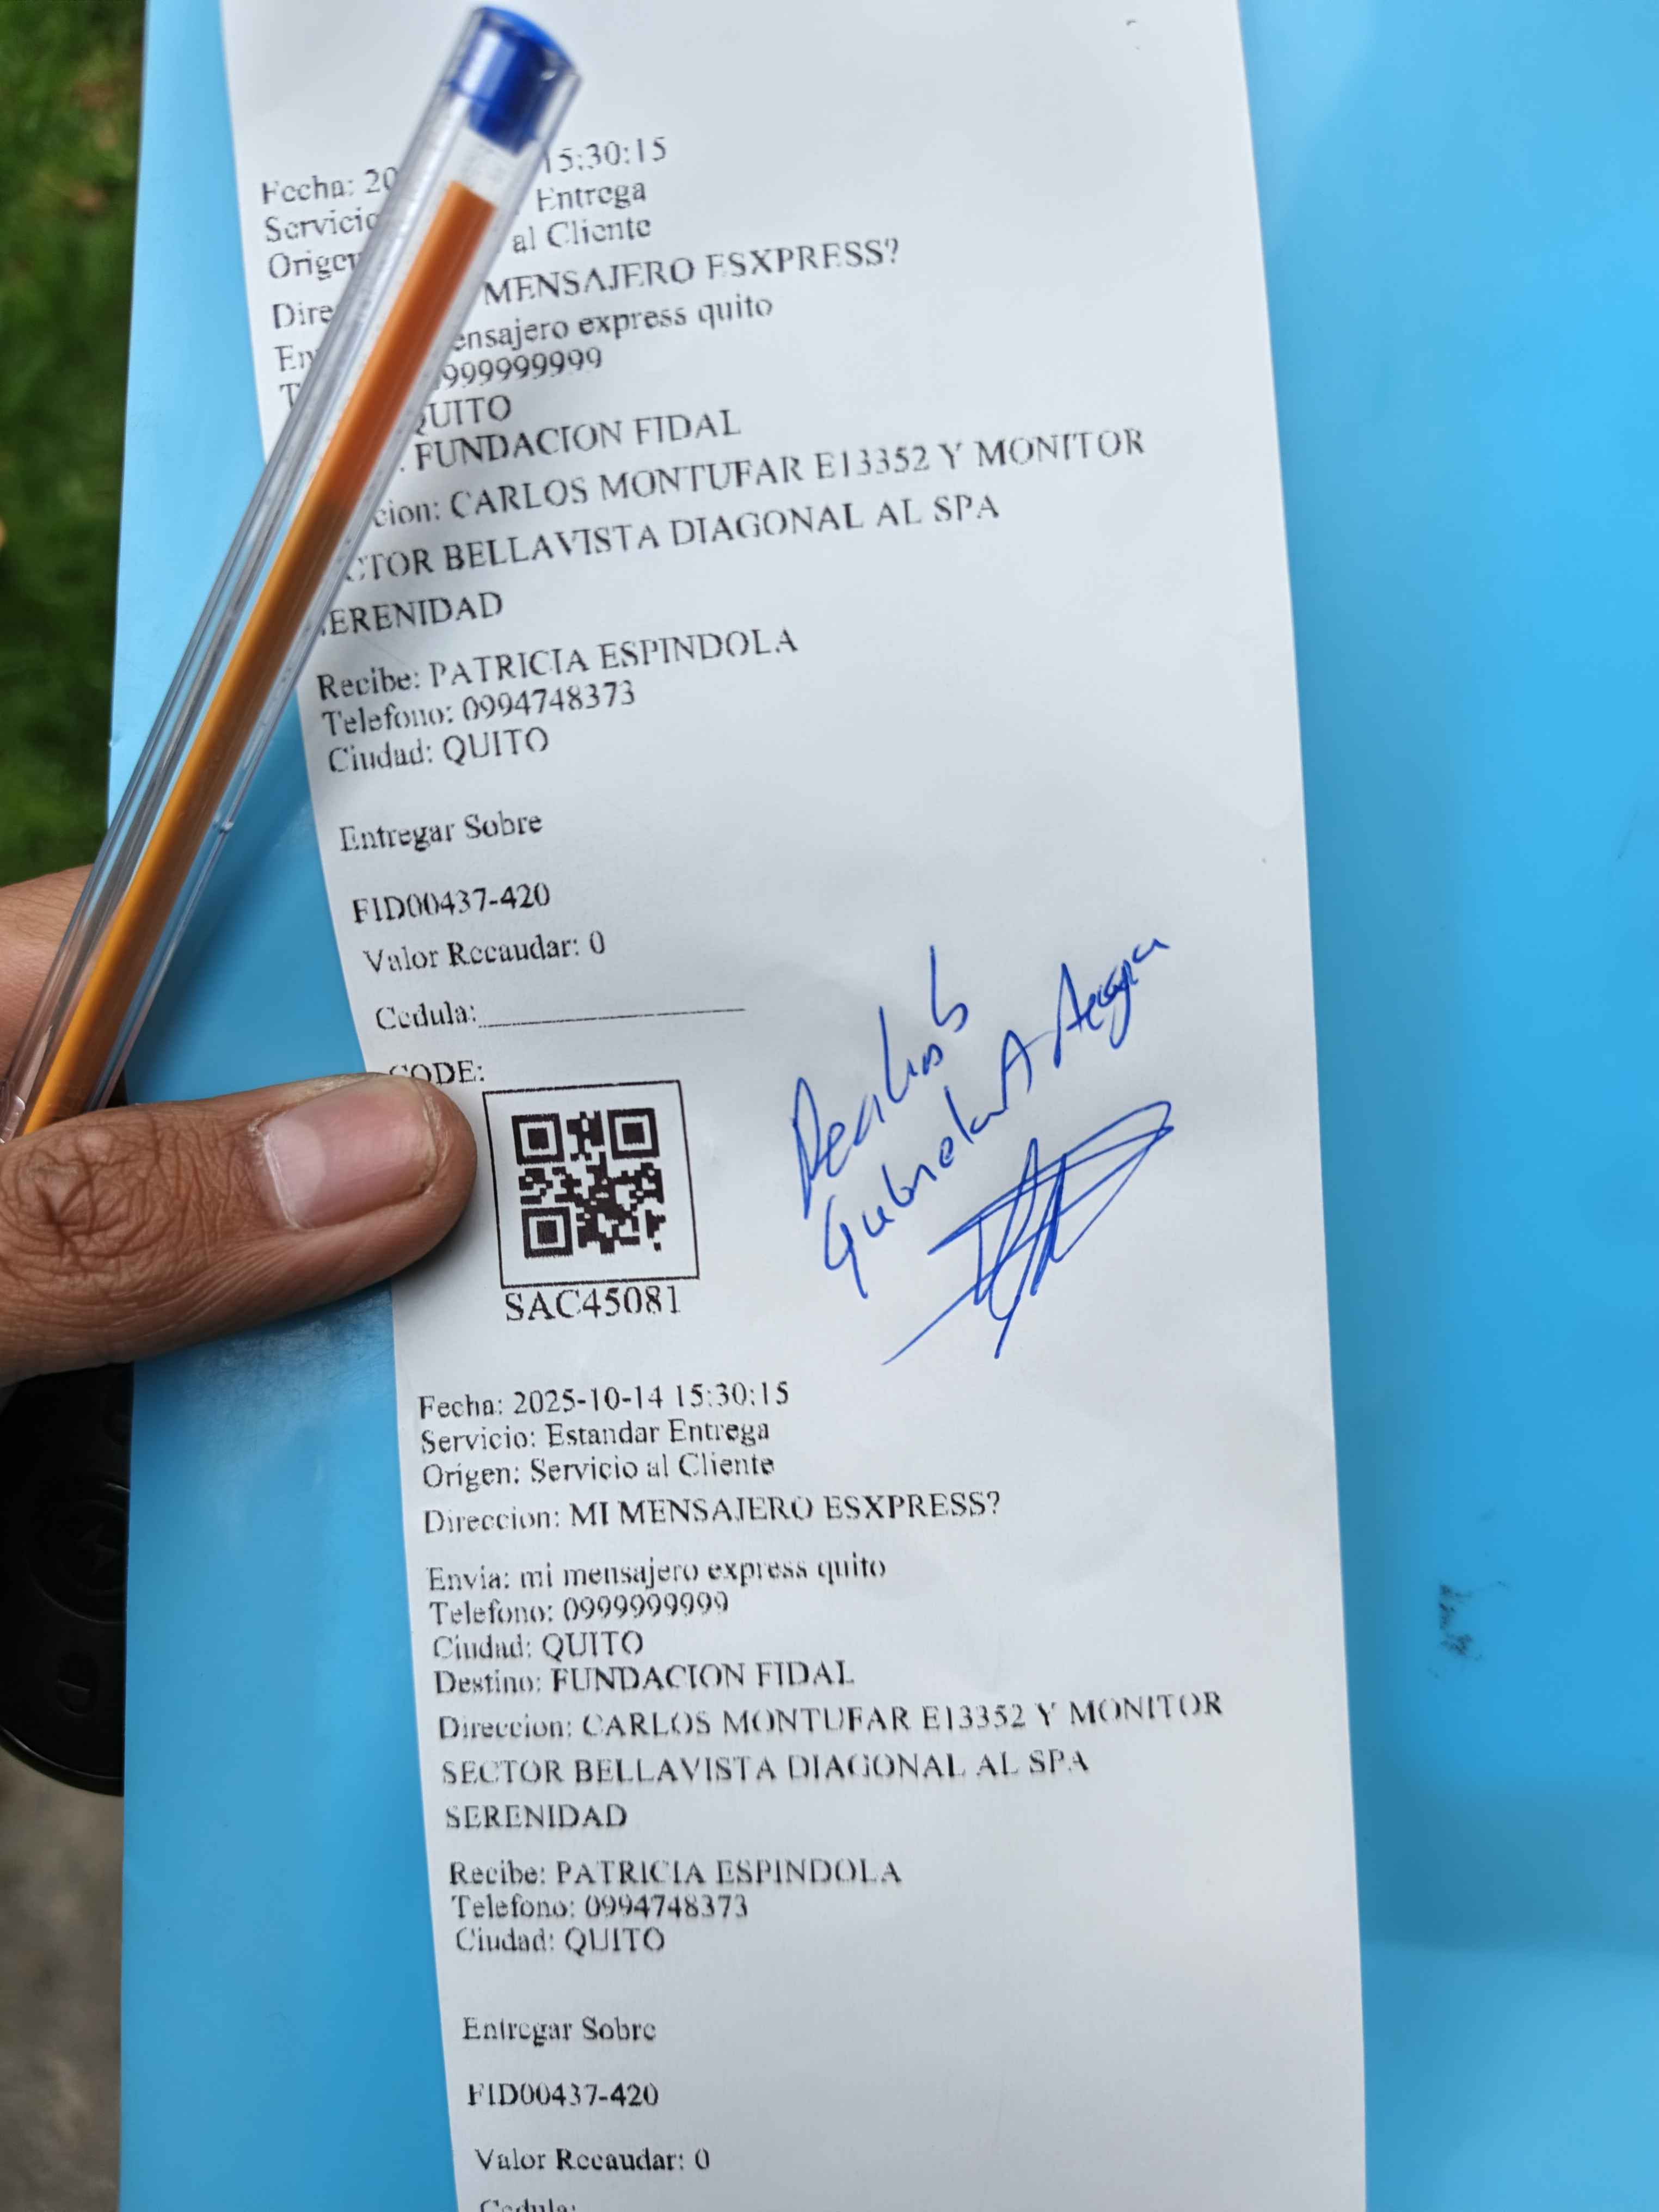 Fecha: 20 15:30:15
Servicio Entrega
Origen al Cliente
Dire MENSAJERO ESXPRESS?
En ensajero express quito
T 999999999
QUITO
FUNDACION FIDAL
cion: CARLOS MONTUFAR E13352 Y MONITOR
CTOR BELLAVISTA DIAGONAL AL SPA
ERENIDAD
Recibe: PATRICIA ESPINDOLA
Telefono: 0994748373
Ciudad: QUITO
Entregar Sobre
FID00437-420
Valor Recaudar: 0
Cedula:
CODE:
SAC45081
Gabriela
Fecha: 2025-10-14 15:30:15
Servicio: Estandar Entrega
Origen: Servicio al Cliente
Direccion: MI MENSAJERO ESXPRESS?
Envia: mi mensajero express quito
Telefono: 0999999999
Ciudad: QUITO
Destino: FUNDACION FIDAL
Direccion: CARLOS MONTUFAR E13352 Y MONITOR
SECTOR BELLAVISTA DIAGONAL AL SPA
SERENIDAD
Recibe: PATRICIA ESPINDOLA
Telefono: 0994748373
Ciudad: QUITO
Entregar Sobre
FID00437-420
Valor Recaudar: 0
Cedula: